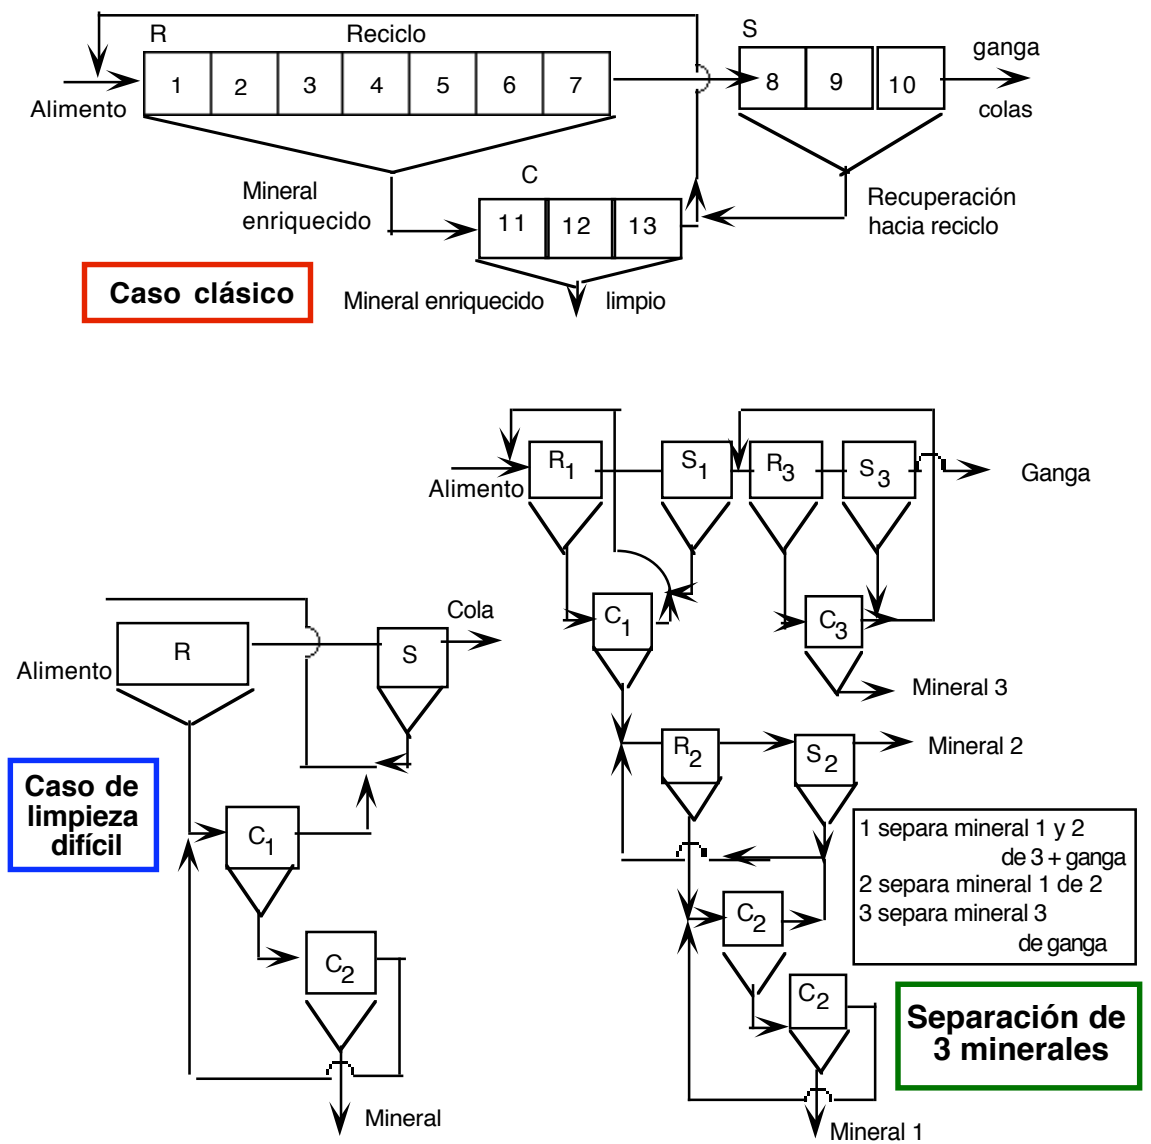 R
Reciclo
S
ganga
1 2 3 4 5 6 7
8 9 10
Alimento
colas
C
Mineral
enriquecido
11 12 13
Recuperación
hacia reciclo
Caso clásico
Mineral enriquecido limpio
R1
S1
R3
S3
Ganga
Alimento
C1
C3
Mineral 3
R2
S2
Mineral 2
1 separa mineral 1 y 2
de 3 + ganga
2 separa mineral 1 de 2
3 separa mineral 3
de ganga
C2
C2
Separación de
3 minerales
Mineral 1
Cola
R
S
Alimento
Caso de
limpieza
difícil
C1
C2
Mineral